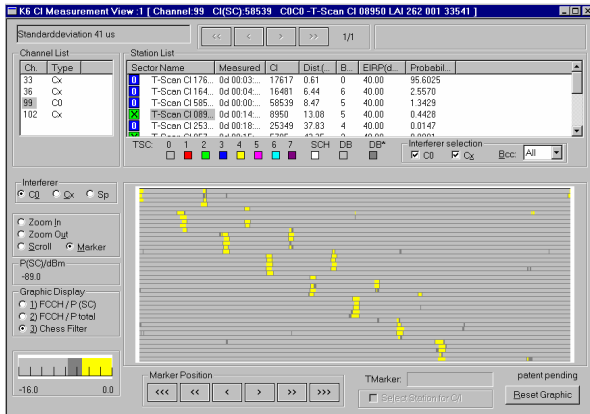 K6 CI Measurement View :1 [ Channel:99 CI(SC):58539 C0C0 -T-Scan CI 08950 LAI 262 001 33541 ]
Standarddeviation 41 us
<< < > >> 1/1
Channel List
Ch. Type
33 Cx
36 Cx
99 C0
102 Cx
Station List
Sector Name Measured CI Dist.(... B... EIRP(d... Probabil...
0 T-Scan CI 176... 0d 00:03:... 17617 0.61 0 40.00 95.6025
0 T-Scan CI 164... 0d 00:04:... 16481 6.44 6 40.00 2.5570
0 T-Scan CI 585... 0d 00:00:... 58539 8.47 5 40.00 1.3429
X T-Scan CI 089... 0d 00:14:... 8950 13.08 5 40.00 0.4428
0 T-Scan CI 253... 0d 00:18:... 25349 37.83 4 40.00 0.0147
TSC: 0 1 2 3 4 5 6 7 SCH DB DB*
Interferer selection
C0 Cx Bcc: All
Interferer
C0 Cx Sp
Zoom In
Zoom Out
Scroll Marker
P(SC)/dBm
-89.0
Graphic Display
1) FCCH / P (SC)
2) FCCH / P total
3) Chess Filter
-16.0 0.0
Marker Position
<<< << < > >> >>>
TMarker:
Select Station for C/I
patent pending
Reset Graphic